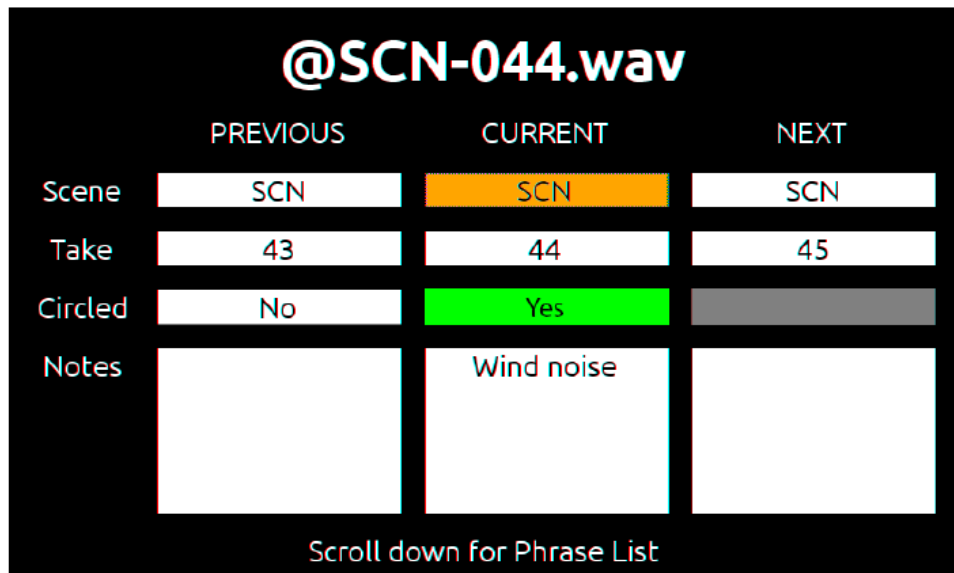 @SCN-044.wav
PREVIOUS CURRENT NEXT
Scene SCN SCN SCN
Take 43 44 45
Circled No Yes
Notes Wind noise
Scroll down for Phrase List